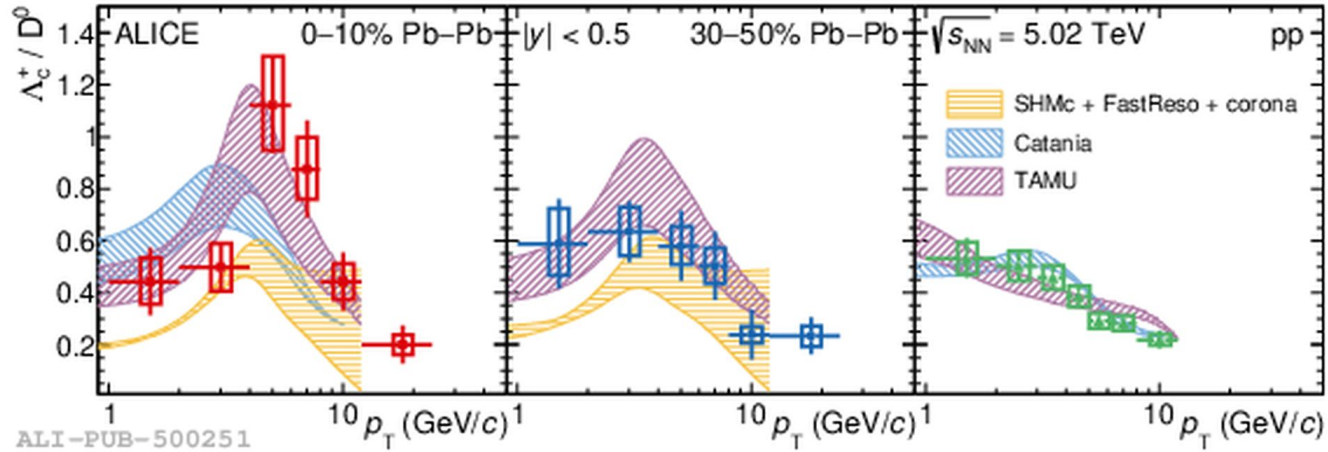 Λc+ / D0
1.4
1.2
1
0.8
0.6
0.4
0.2
ALICE
0–10% Pb–Pb
|y| < 0.5
30–50% Pb–Pb
√sNN = 5.02 TeV
pp
SHMc + FastReso + corona
Catania
TAMU
1
10
pT (GeV/c)
1
10
pT (GeV/c)
1
10
pT (GeV/c)
ALI-PUB-500251